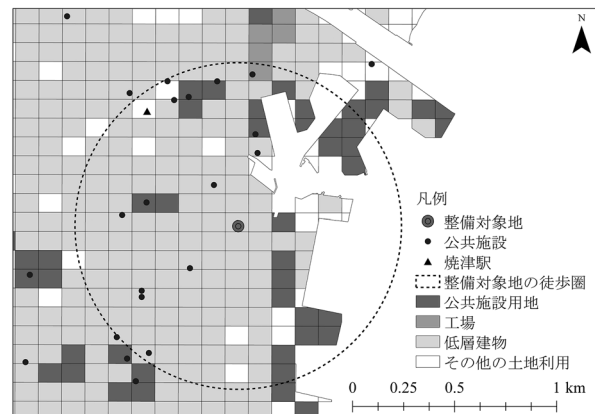 N
凡例
整備対象地
公共施設
焼津駅
整備対象地の徒歩圏
公共施設用地
工場
低層建物
その他の土地利用
0 0.25 0.5 1 km